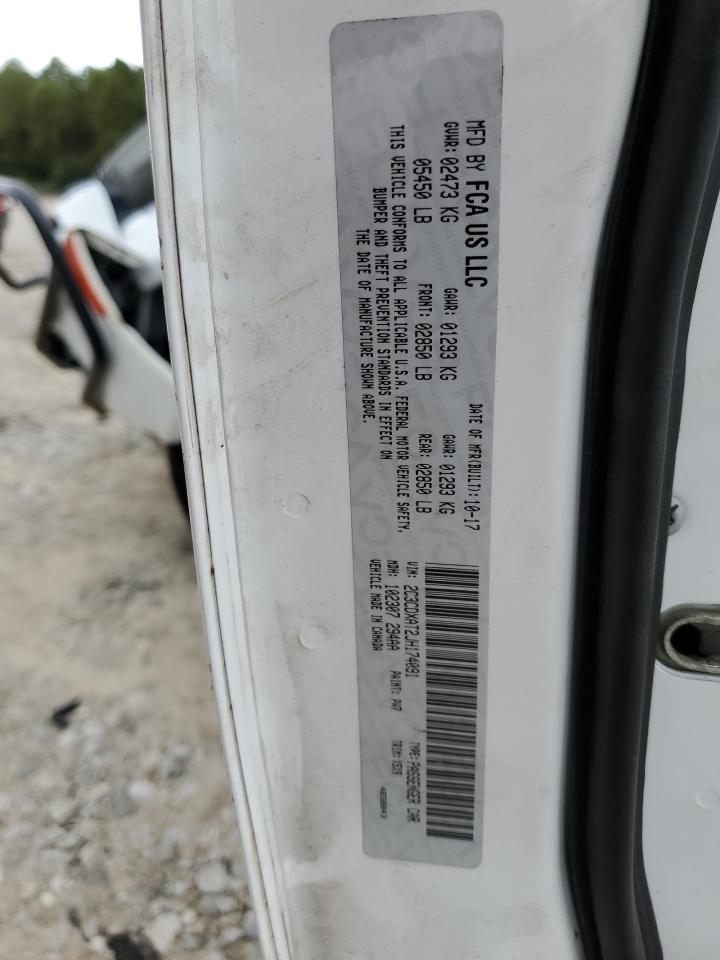 MFD BY FCA US LLC
DATE OF MFR(BUILT): 10-17
GVWR: 02473 KG
GAWR: 01293 KG
GAWR: 01293 KG
05450 LB
FRONT: 02850 LB
REAR: 02850 LB
THIS VEHICLE CONFORMS TO ALL APPLICABLE U.S.A. FEDERAL MOTOR VEHICLE SAFETY,
BUMPER AND THEFT PREVENTION STANDARDS IN EFFECT ON
THE DATE OF MANUFACTURE SHOWN ABOVE.
VIN: 2C3CDXAT2JH174091
TYPE: PASSENGER CAR
MDH: 102307 294AA
PAINT: PW7
TRIM: X5X9
VEHICLE MADE IN CANADA